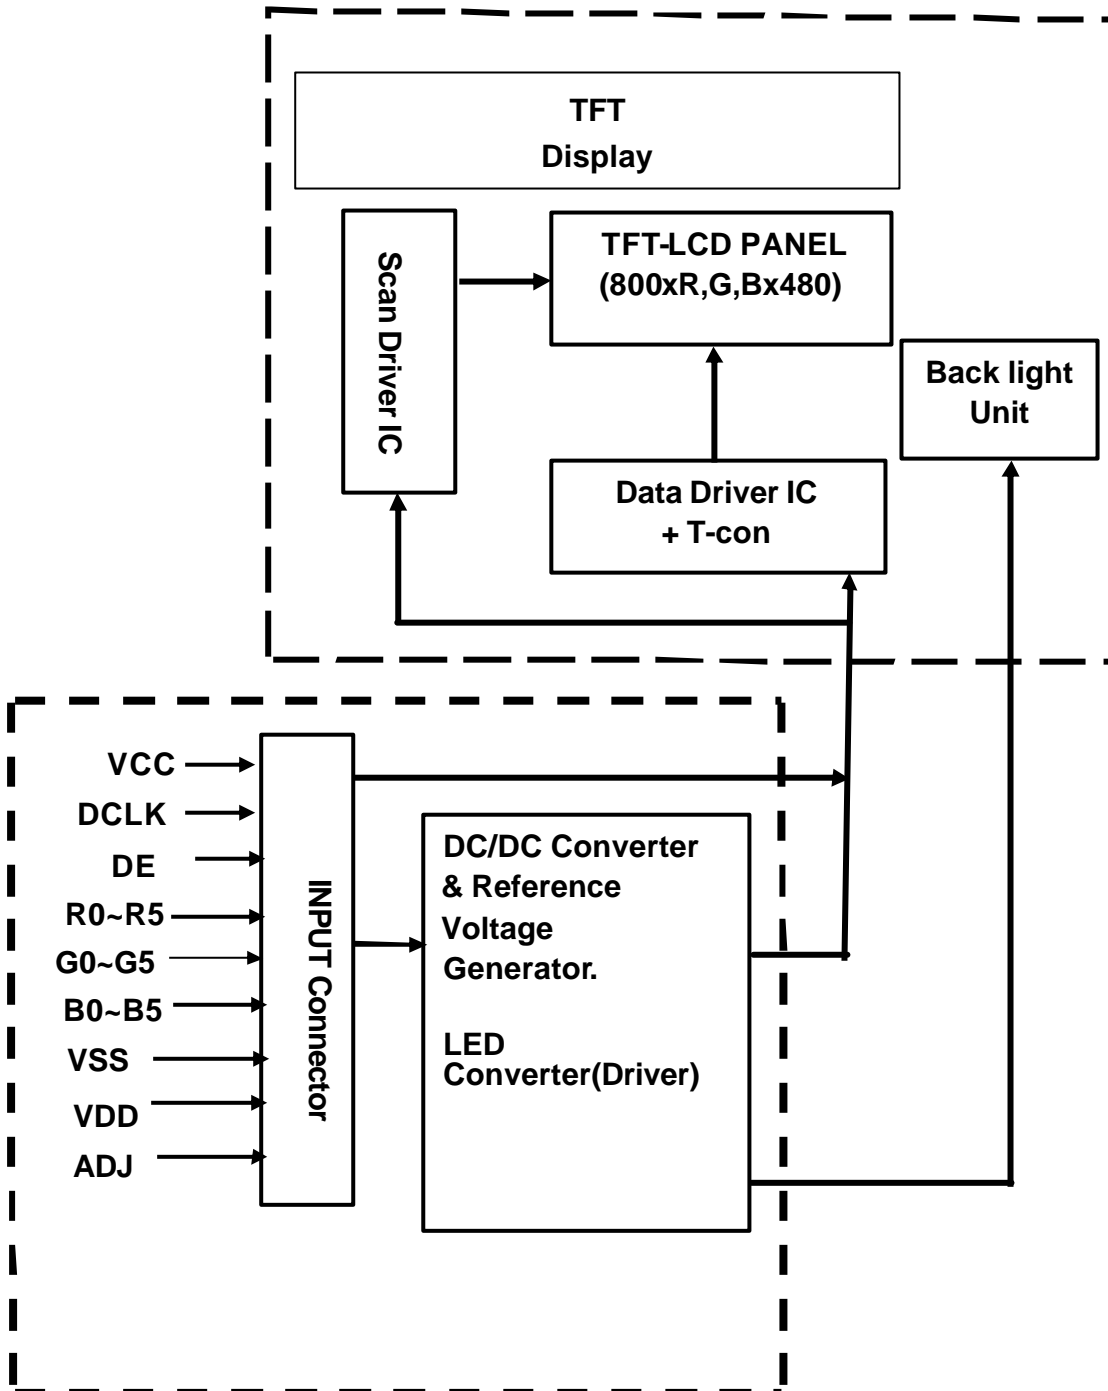 TFT
Display
Scan Driver IC
TFT-LCD PANEL
(800xR,G,Bx480)
Back light
Unit
Data Driver IC
+ T-con
VCC
DCLK
DE
R0~R5
G0~G5
B0~B5
VSS
VDD
ADJ
INPUT Connector
DC/DC Converter
& Reference
Voltage
Generator.
LED
Converter(Driver)